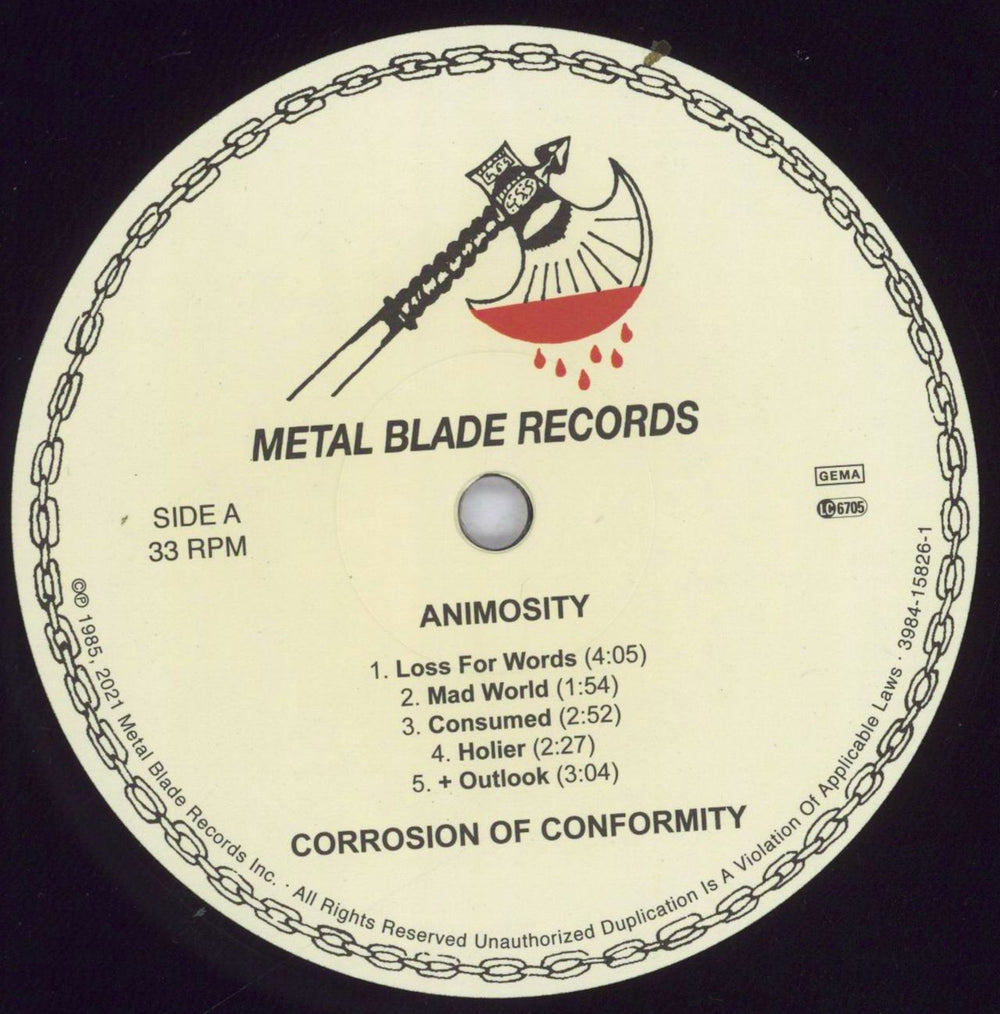 METAL BLADE RECORDS
SIDE A
33 RPM
GEMA
LC 6705
ANIMOSITY
1. Loss For Words (4:05)
2. Mad World (1:54)
3. Consumed (2:52)
4. Holier (2:27)
5. + Outlook (3:04)
CORROSION OF CONFORMITY
©℗ 1985, 2021 Metal Blade Records Inc. · All Rights Reserved Unauthorized Duplication Is A Violation Of Applicable Laws · 3984-15826-1